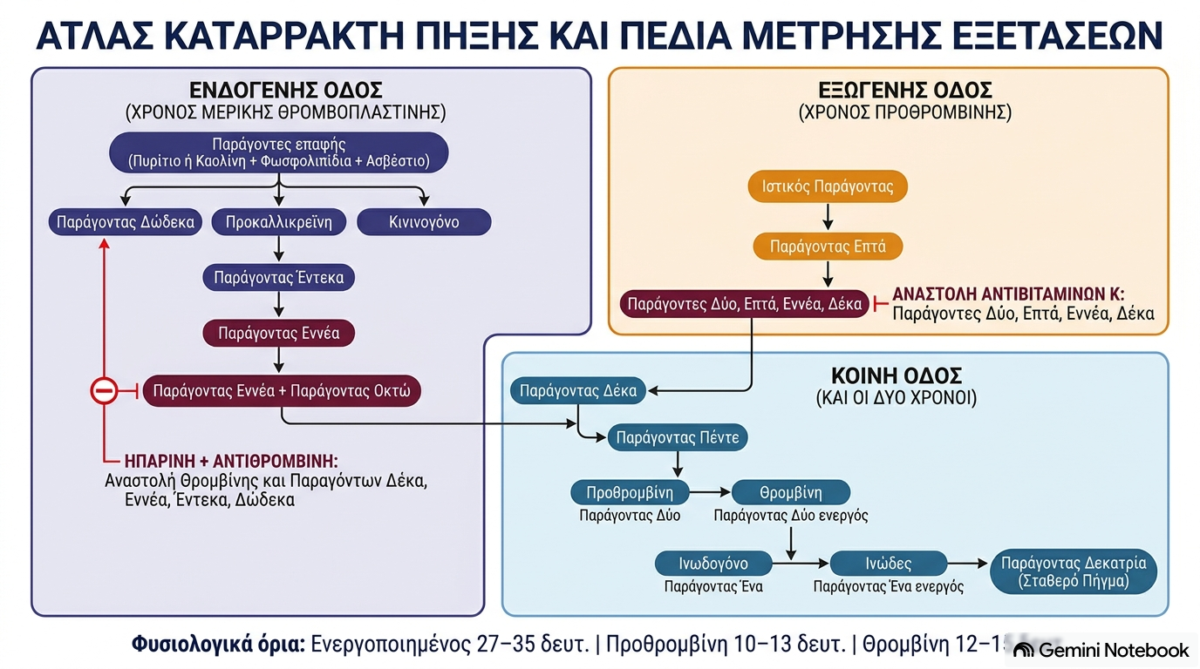 ΑΤΛΑΣ ΚΑΤΑΡΡΑΚΤΗ ΠΗΞΗΣ ΚΑΙ ΠΕΔΙΑ ΜΕΤΡΗΣΗΣ ΕΞΕΤΑΣΕΩΝ
ΕΝΔΟΓΕΝΗΣ ΟΔΟΣ
(ΧΡΟΝΟΣ ΜΕΡΙΚΗΣ ΘΡΟΜΒΟΠΛΑΣΤΙΝΗΣ)
Παράγοντες επαφής
(Πυρίτιο ή Καολίνη + Φωσφολιπίδια + Ασβέστιο)
Παράγοντας Δώδεκα
Προκαλλικρεΐνη
Κινινογόνο
Παράγοντας Έντεκα
Παράγοντας Εννέα
Παράγοντας Εννέα + Παράγοντας Οκτώ
ΗΠΑΡΙΝΗ + ΑΝΤΙΘΡΟΜΒΙΝΗ:
Αναστολή Θρομβίνης και Παραγόντων Δέκα,
Εννέα, Έντεκα, Δώδεκα
ΕΞΩΓΕΝΗΣ ΟΔΟΣ
(ΧΡΟΝΟΣ ΠΡΟΘΡΟΜΒΙΝΗΣ)
Ιστικός Παράγοντας
Παράγοντας Επτά
Παράγοντες Δύο, Επτά, Εννέα, Δέκα
ΑΝΑΣΤΟΛΗ ΑΝΤΙΒΙΤΑΜΙΝΩΝ Κ:
Παράγοντες Δύο, Επτά, Εννέα, Δέκα
ΚΟΙΝΗ ΟΔΟΣ
(ΚΑΙ ΟΙ ΔΥΟ ΧΡΟΝΟΙ)
Παράγοντας Δέκα
Παράγοντας Πέντε
Προθρομβίνη
Παράγοντας Δύο
Θρομβίνη
Παράγοντας Δύο ενεργός
Ινωδογόνο
Παράγοντας Ένα
Ινώδες
Παράγοντας Ένα ενεργός
Παράγοντας Δεκατρία
(Σταθερό Πήγμα)
Φυσιολογικά όρια: Ενεργοποιημένος 27–35 δευτ. | Προθρομβίνη 10–13 δευτ. | Θρομβίνη
Gemini Notebook